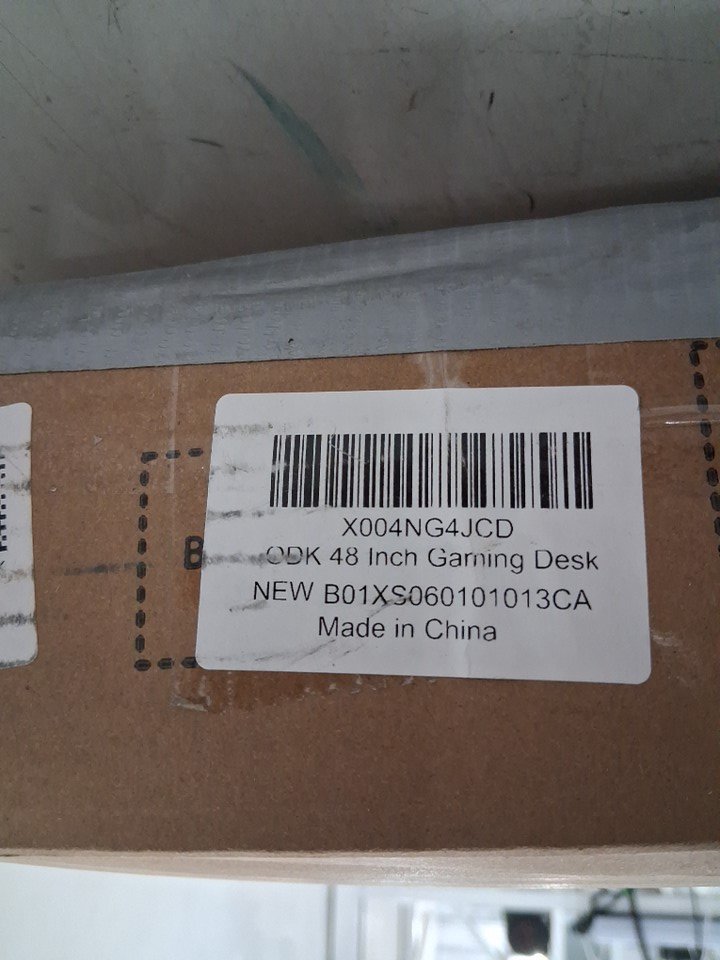 X004NG4JCD
ODK 48 Inch Gaming Desk
NEW B01XS060101013CA
Made in China
B